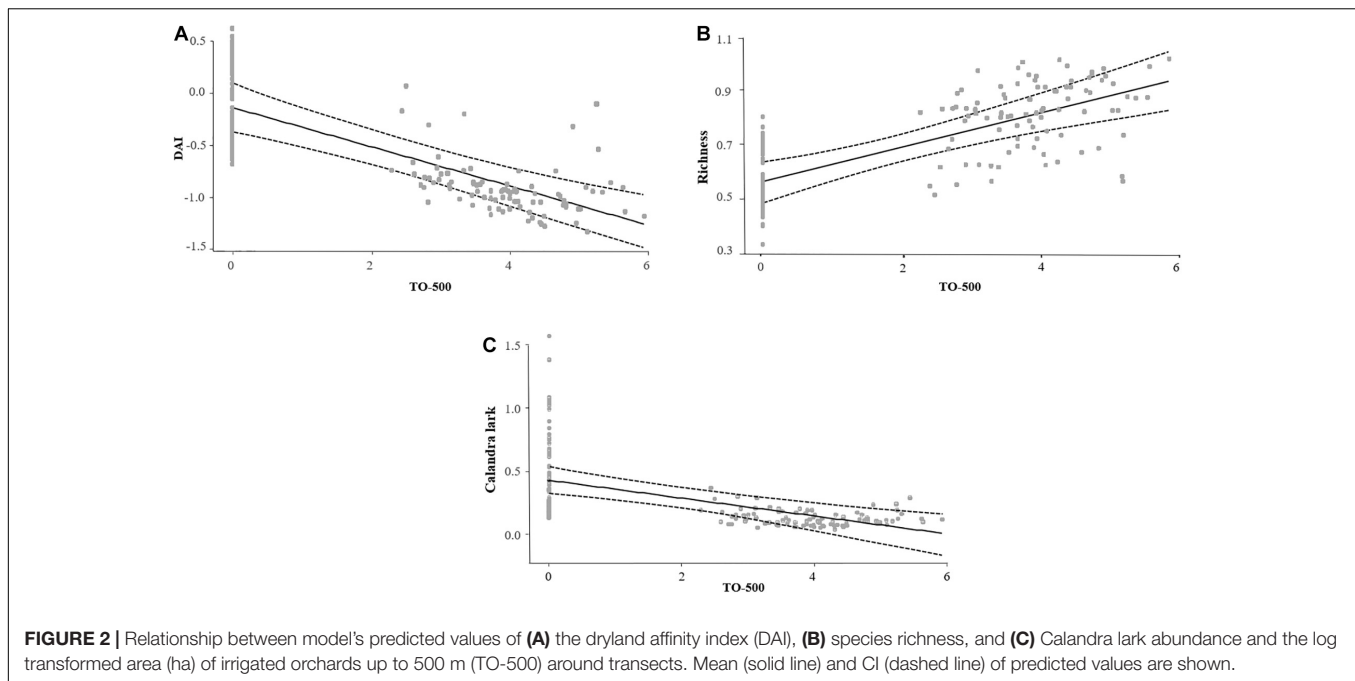 A
0.5
0.0
-0.5
-1.0
-1.5
DAI
0 2 4 6
TO-500
B
1.1
0.9
0.7
0.5
0.3
Richness
0 2 4 6
TO-500
C
1.5
1.0
0.5
0.0
Calandra lark
0 2 4 6
TO-500
FIGURE 2 | Relationship between model's predicted values of (A) the dryland affinity index (DAI), (B) species richness, and (C) Calandra lark abundance and the log
transformed area (ha) of irrigated orchards up to 500 m (TO-500) around transects. Mean (solid line) and CI (dashed line) of predicted values are shown.